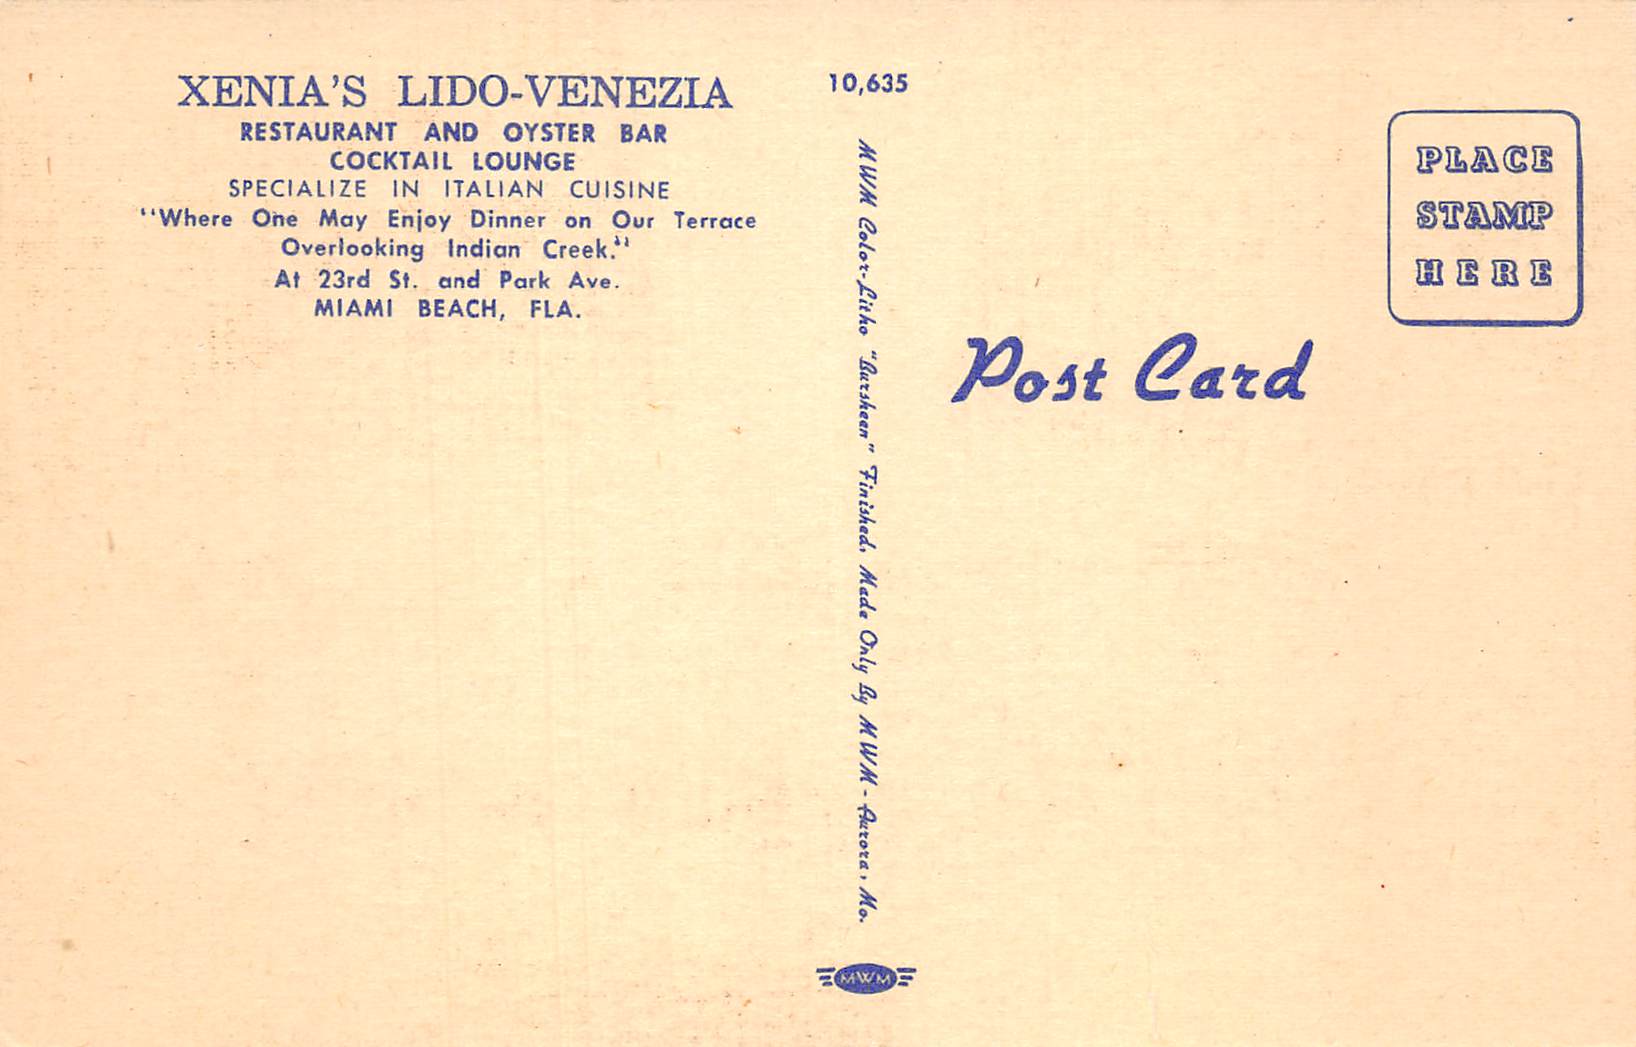 XENIA'S LIDO-VENEZIA
RESTAURANT AND OYSTER BAR
COCKTAIL LOUNGE
SPECIALIZE IN ITALIAN CUISINE
"Where One May Enjoy Dinner on Our Terrace
Overlooking Indian Creek."
At 23rd St. and Park Ave.
MIAMI BEACH, FLA.
10,635
MWM Color-Litho "Bursheen" Finished. Made Only By MWM - Aurora, Mo.
MWM
Post Card
PLACE
STAMP
HERE